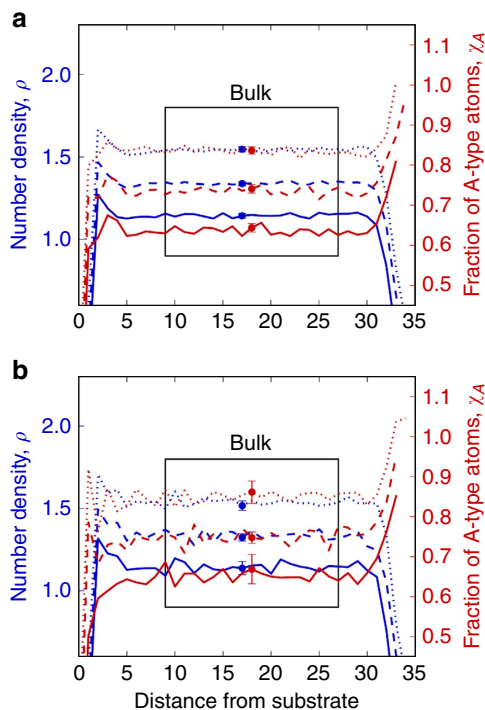 a
Number density, ρ
2.0
1.5
1.0
Bulk
1.1
1.0
0.9
0.8
0.7
0.6
0.5
Fraction of A-type atoms, χA
0 5 10 15 20 25 30 35
b
Number density, ρ
2.0
1.5
1.0
Bulk
1.1
1.0
0.9
0.8
0.7
0.6
0.5
Fraction of A-type atoms, χA
0 5 10 15 20 25 30 35
Distance from substrate